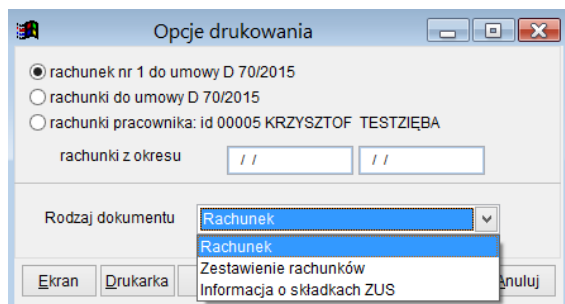 Opcje drukowania
rachunek nr 1 do umowy D 70/2015
rachunki do umowy D 70/2015
rachunki pracownika: id 00005 KRZYSZTOF TESTZIĘBA
rachunki z okresu / / / /
Rodzaj dokumentu Rachunek
Rachunek
Zestawienie rachunków
Informacja o składkach ZUS
Ekran Drukarka Anuluj